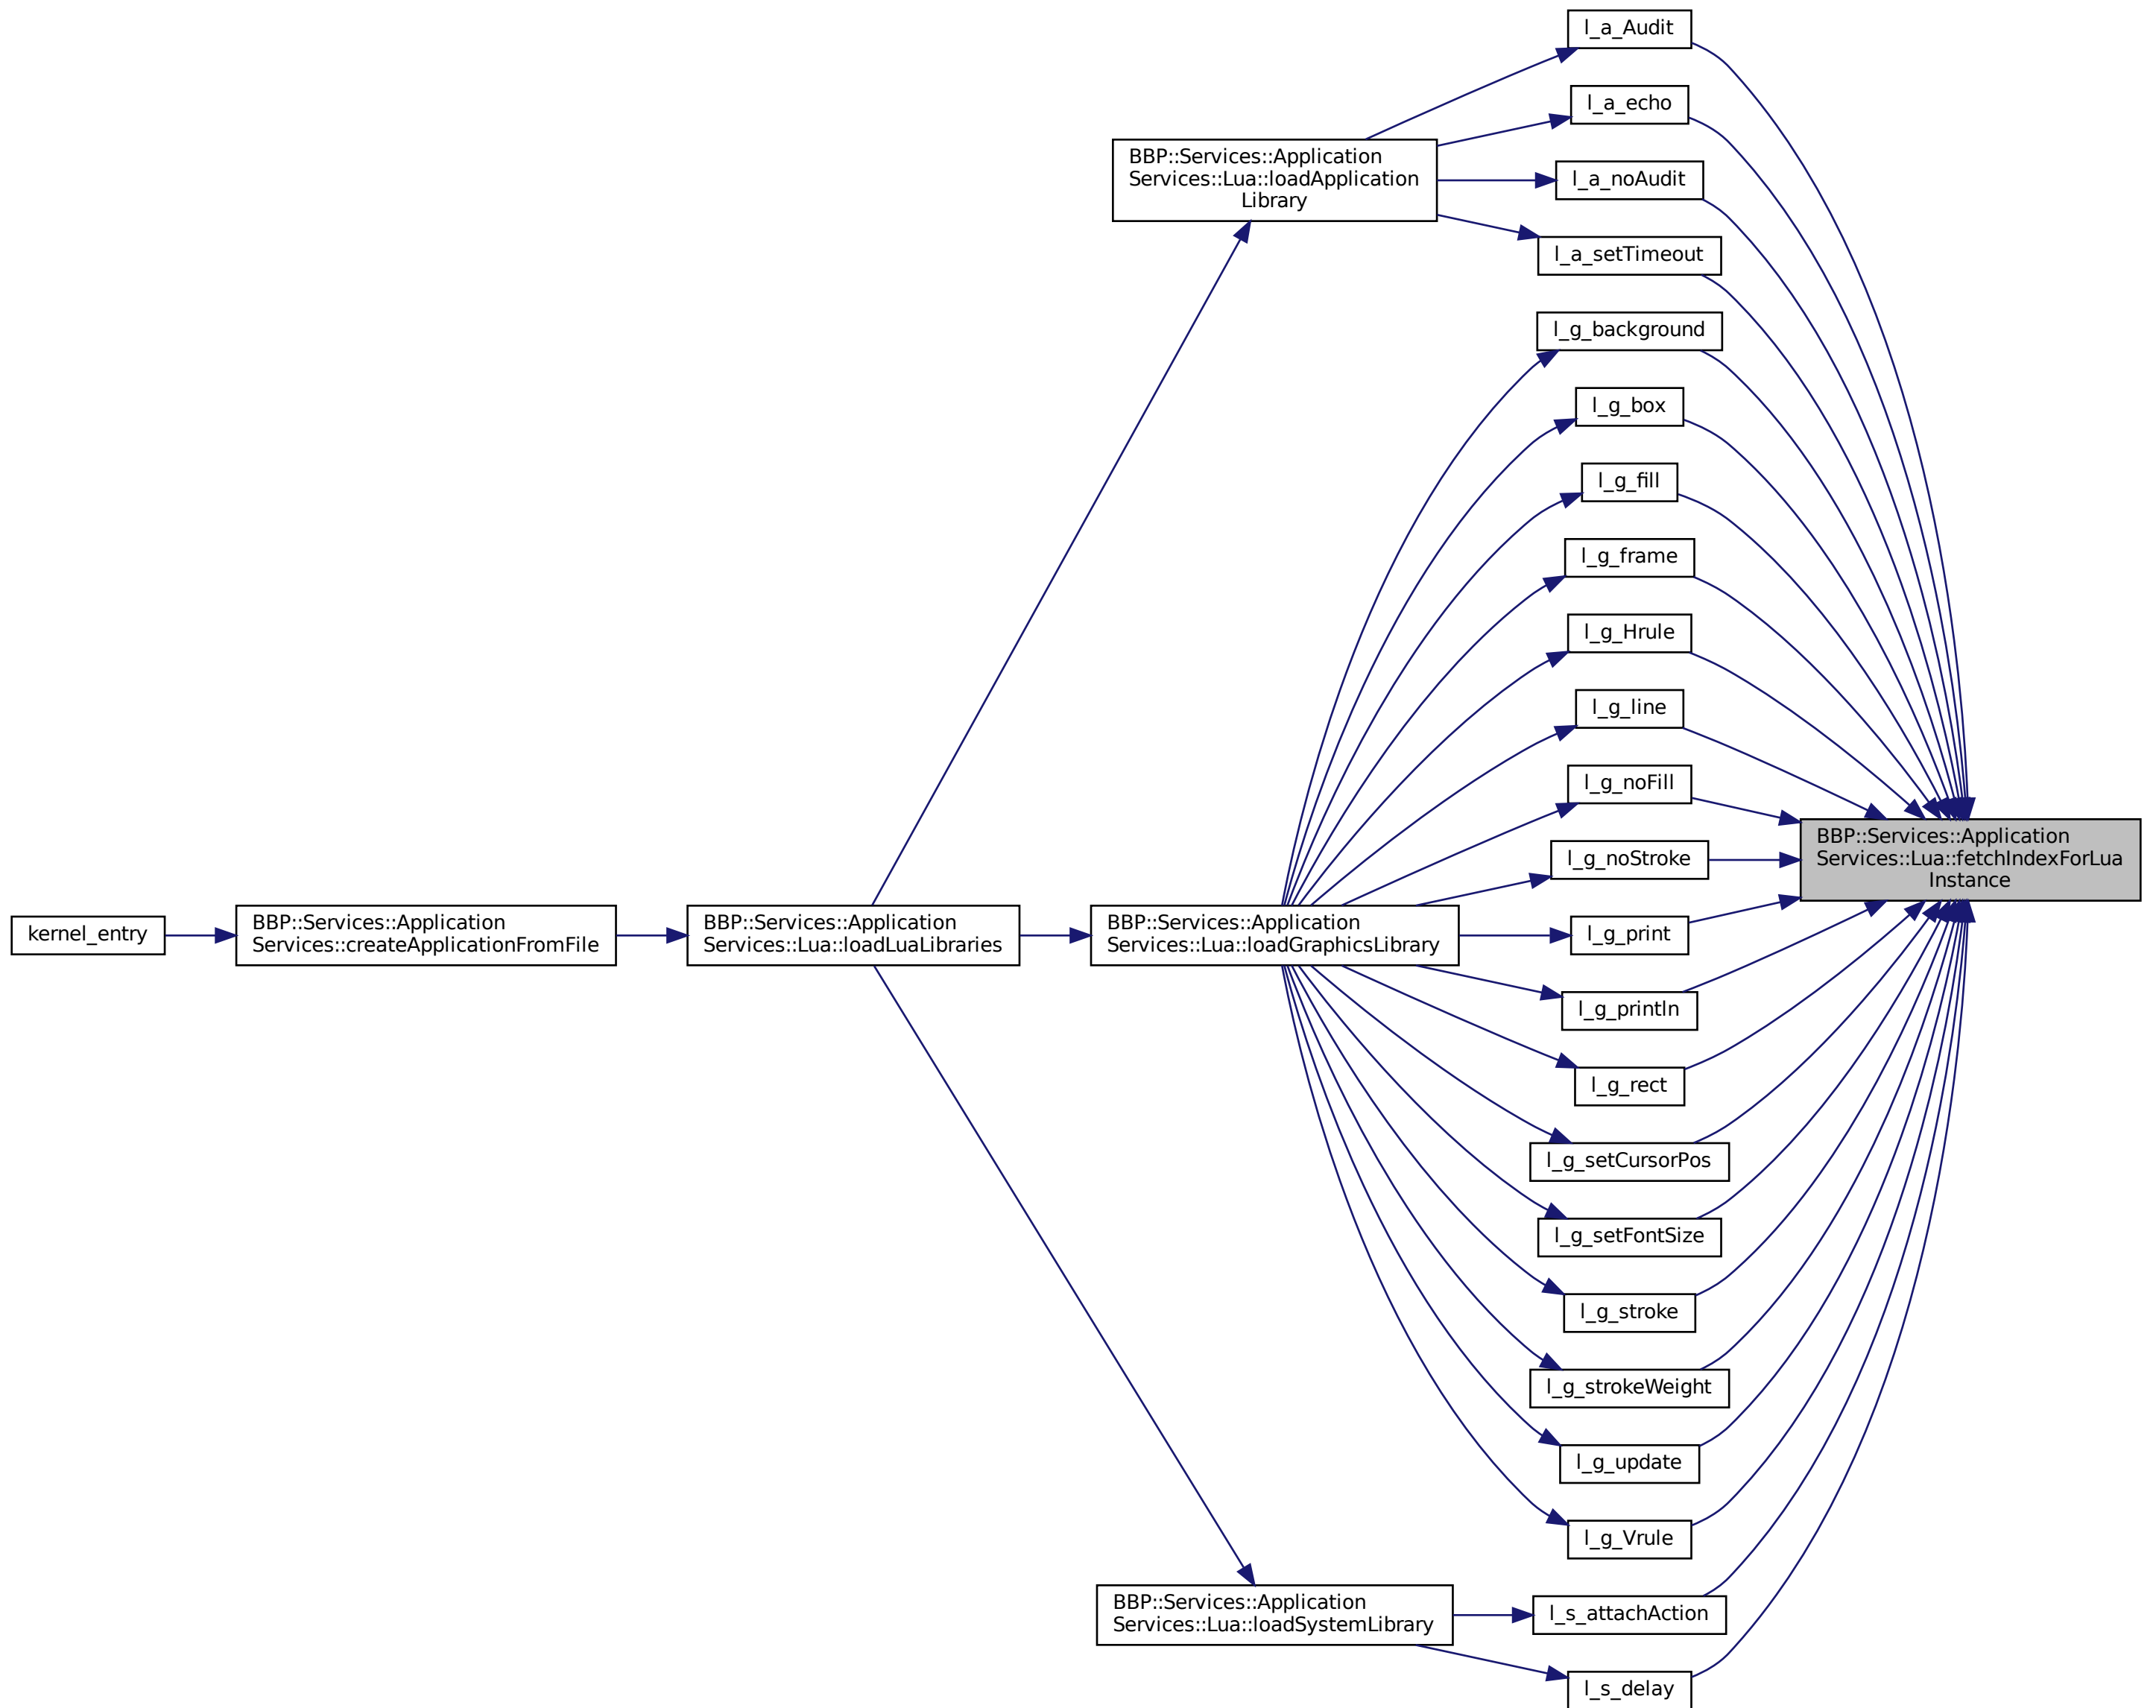 l_a_Audit
l_a_echo
BBP::Services::Application
Services::Lua::loadApplication
Library
l_a_noAudit
l_a_setTimeout
l_g_background
l_g_box
l_g_fill
l_g_frame
l_g_Hrule
l_g_line
l_g_noFill
BBP::Services::Application
Services::Lua::fetchIndexForLua
Instance
l_g_noStroke
kernel_entry
BBP::Services::Application
Services::createApplicationFromFile
BBP::Services::Application
Services::Lua::loadLuaLibraries
BBP::Services::Application
Services::Lua::loadGraphicsLibrary
l_g_print
l_g_println
l_g_rect
l_g_setCursorPos
l_g_setFontSize
l_g_stroke
l_g_strokeWeight
l_g_update
l_g_Vrule
BBP::Services::Application
Services::Lua::loadSystemLibrary
l_s_attachAction
l_s_delay